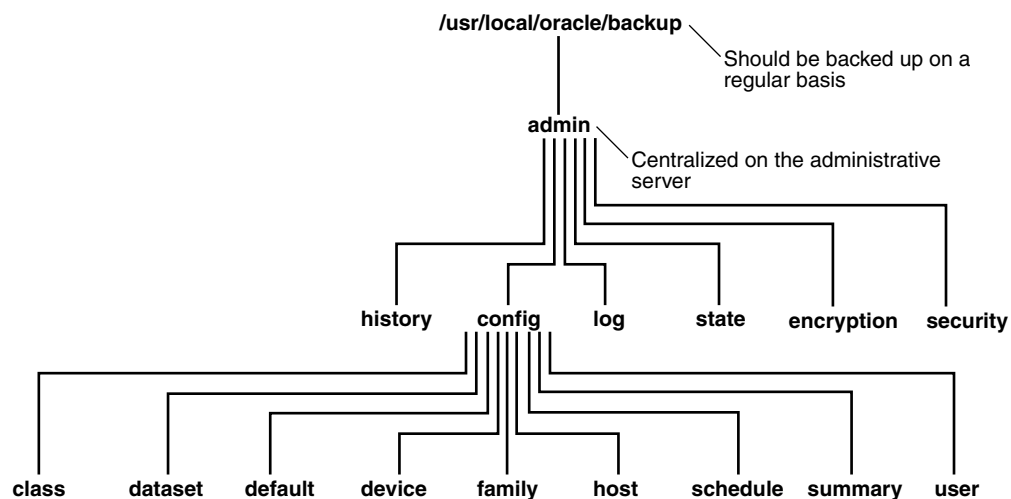 /usr/local/oracle/backup
Should be backed up on a
regular basis
admin
Centralized on the administrative
server
history
config
log
state
encryption
security
class
dataset
default
device
family
host
schedule
summary
user